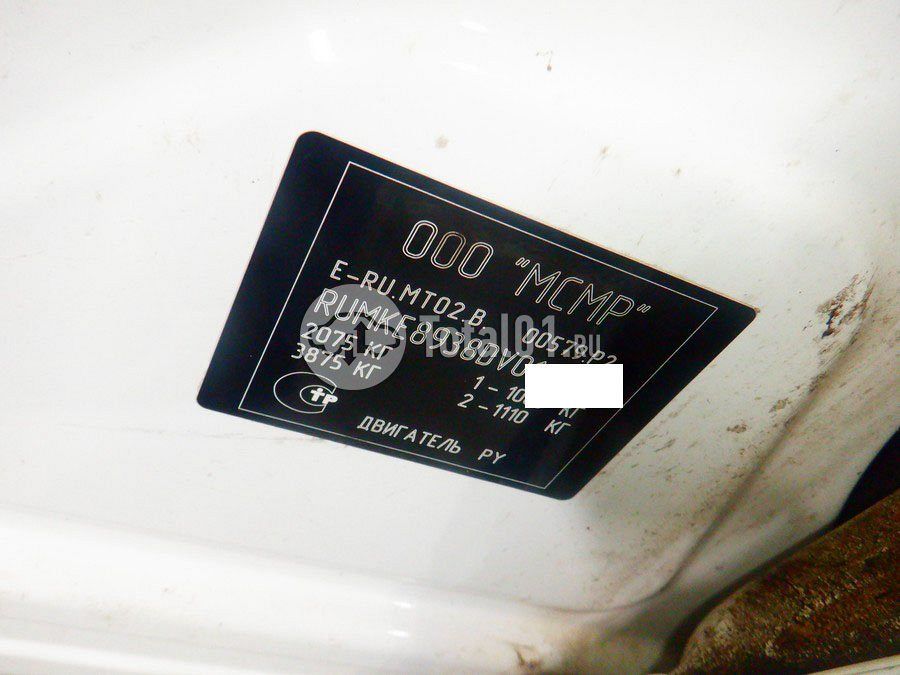 ООО "МСМР"
E-RU.MT02.B. 00578.P2
RUMKE8938DV0
2075 КГ
3875 КГ
1-10 КГ
2-1110 КГ
ДВИГАТЕЛЬ PY
Total01.RU